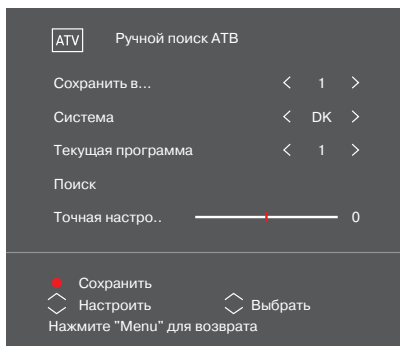 ATV Ручной поиск АТВ
Сохранить в... 1
Система DK
Текущая программа 1
Поиск
Точная настро.. 0
Сохранить
Настроить Выбрать
Нажмите "Menu" для возврата